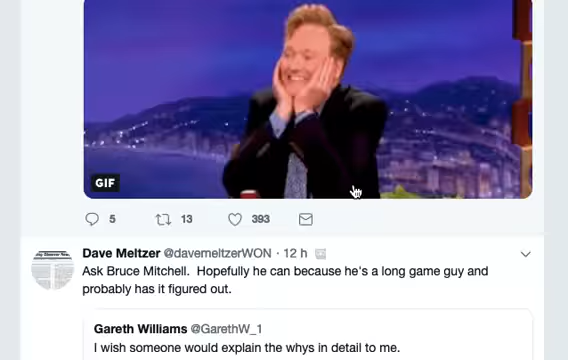 GIF
5 13 393
Dave Meltzer @davemeltzerWON · 12 h
Ask Bruce Mitchell. Hopefully he can because he's a long game guy and
probably has it figured out.
Gareth Williams @GarethW_1
I wish someone would explain the whys in detail to me.